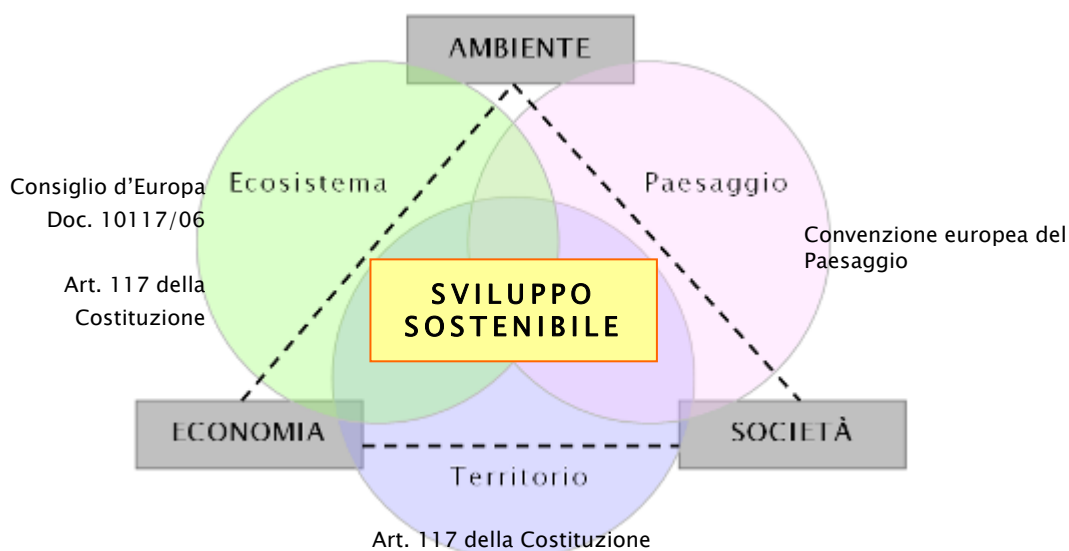 AMBIENTE
Ecosistema
Paesaggio
Consiglio d’Europa
Doc. 10117/06
Art. 117 della
Costituzione
Convenzione europea del
Paesaggio
SVILUPPO
SOSTENIBILE
ECONOMIA
SOCIETÀ
Territorio
Art. 117 della Costituzione